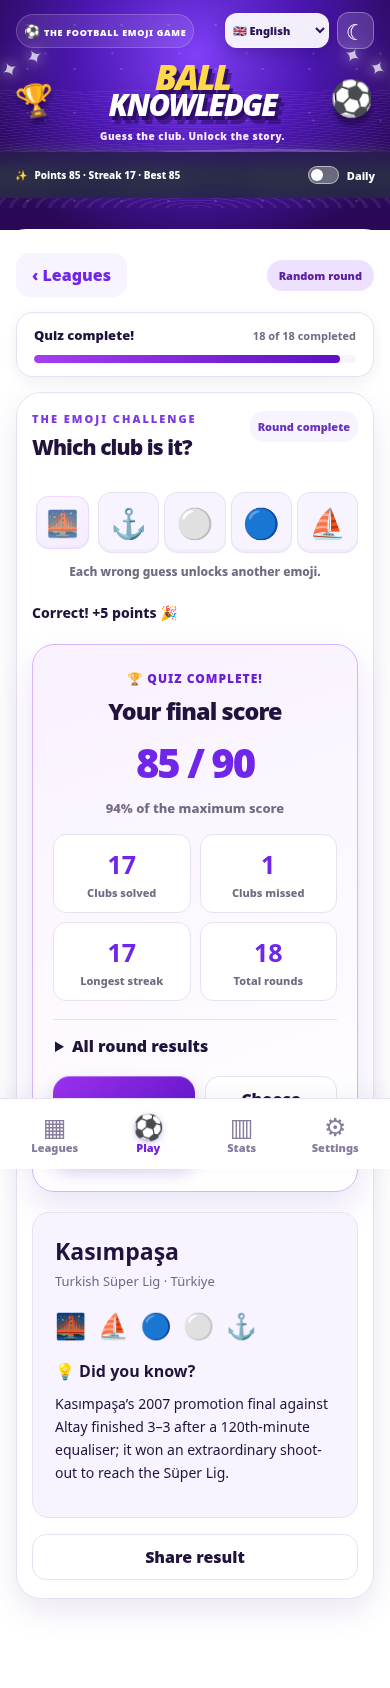 THE FOOTBALL EMOJI GAME
English
BALL
KNOWLEDGE
Guess the club. Unlock the story.
Points 85 · Streak 17 · Best 85
Daily
‹ Leagues
Random round
Quiz complete!
18 of 18 completed
THE EMOJI CHALLENGE
Which club is it?
Round complete
Each wrong guess unlocks another emoji.
Correct! +5 points 🎉
🏆 QUIZ COMPLETE!
Your final score
85 / 90
94% of the maximum score
17
Clubs solved
1
Clubs missed
17
Longest streak
18
Total rounds
All round results
Leagues
Play
Stats
Settings
Kasımpaşa
Turkish Süper Lig · Türkiye
💡 Did you know?
Kasımpaşa’s 2007 promotion final against
Altay finished 3–3 after a 120th-minute
equaliser; it won an extraordinary shoot-
out to reach the Süper Lig.
Share result